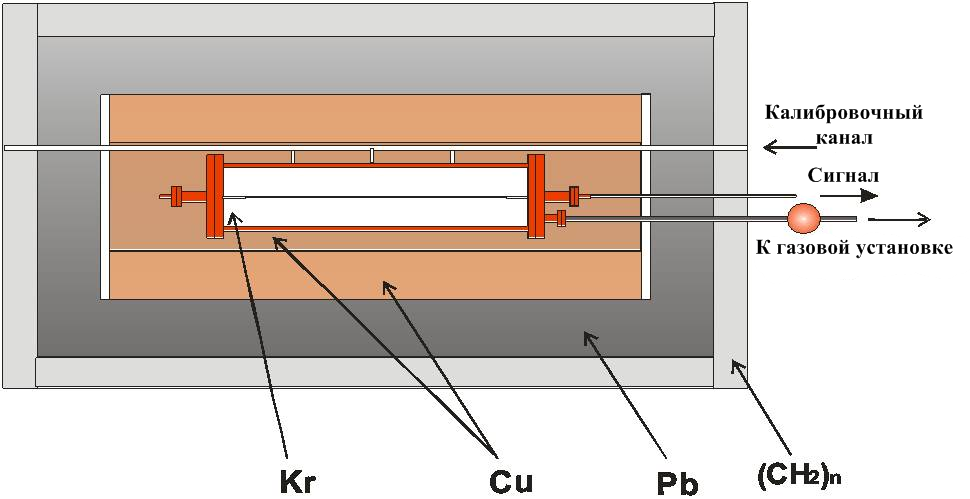 Калибровочный
канал
Сигнал
К газовой установке
Kr
Cu
Pb
(CH₂)n